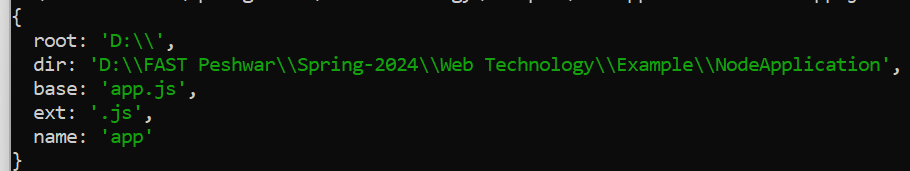 {
  root: 'D:\\',
  dir: 'D:\\FAST Peshwar\\Spring-2024\\Web Technology\\Example\\NodeApplication',
  base: 'app.js',
  ext: '.js',
  name: 'app'
}